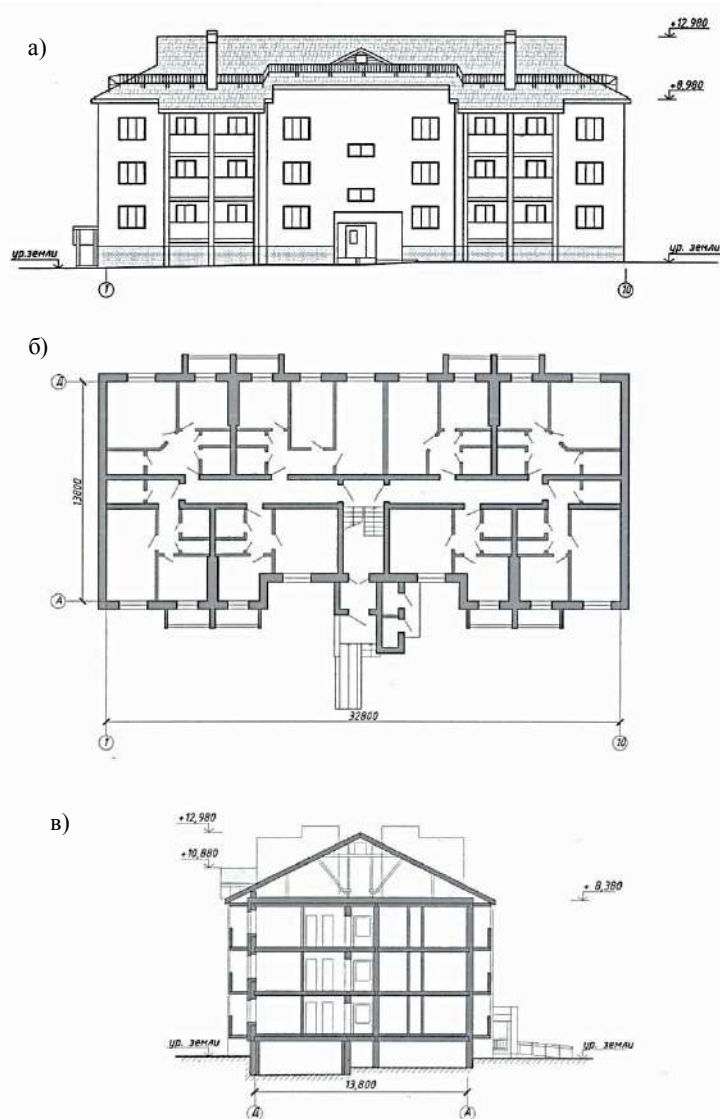 а)
+12.980
+8.980
ур.земли
ур. земли
1
10
б)
Д
13800
А
32800
1
10
в)
+12,980
+10,880
+ 8,380
ур. земли
ур. земли
13,800
Д
А